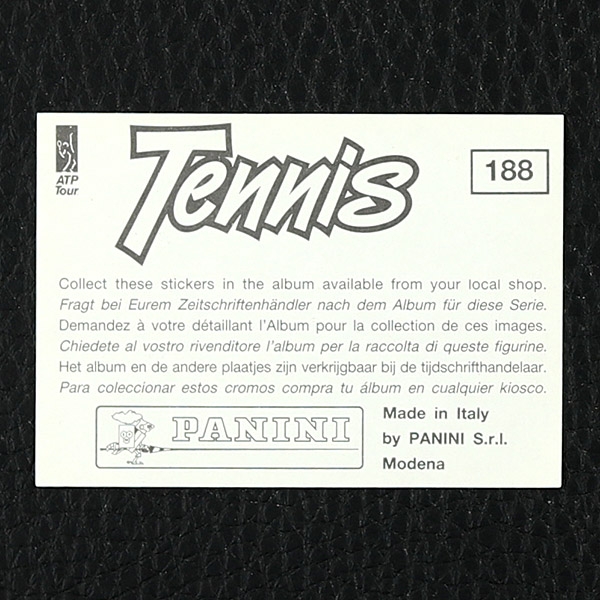 ATP
Tour
Tennis
188
Collect these stickers in the album available from your local shop.
Fragt bei Eurem Zeitschriftenhändler nach dem Album für diese Serie.
Demandez à votre détaillant l'Album pour la collection de ces images.
Chiedete al vostro rivenditore l'album per la raccolta di queste figurine.
Het album en de andere plaatjes zijn verkrijgbaar bij de tijdschrifthandelaar.
Para coleccionar estos cromos compra tu álbum en cualquier kiosco.
PANINI
Made in Italy
by PANINI S.r.l.
Modena